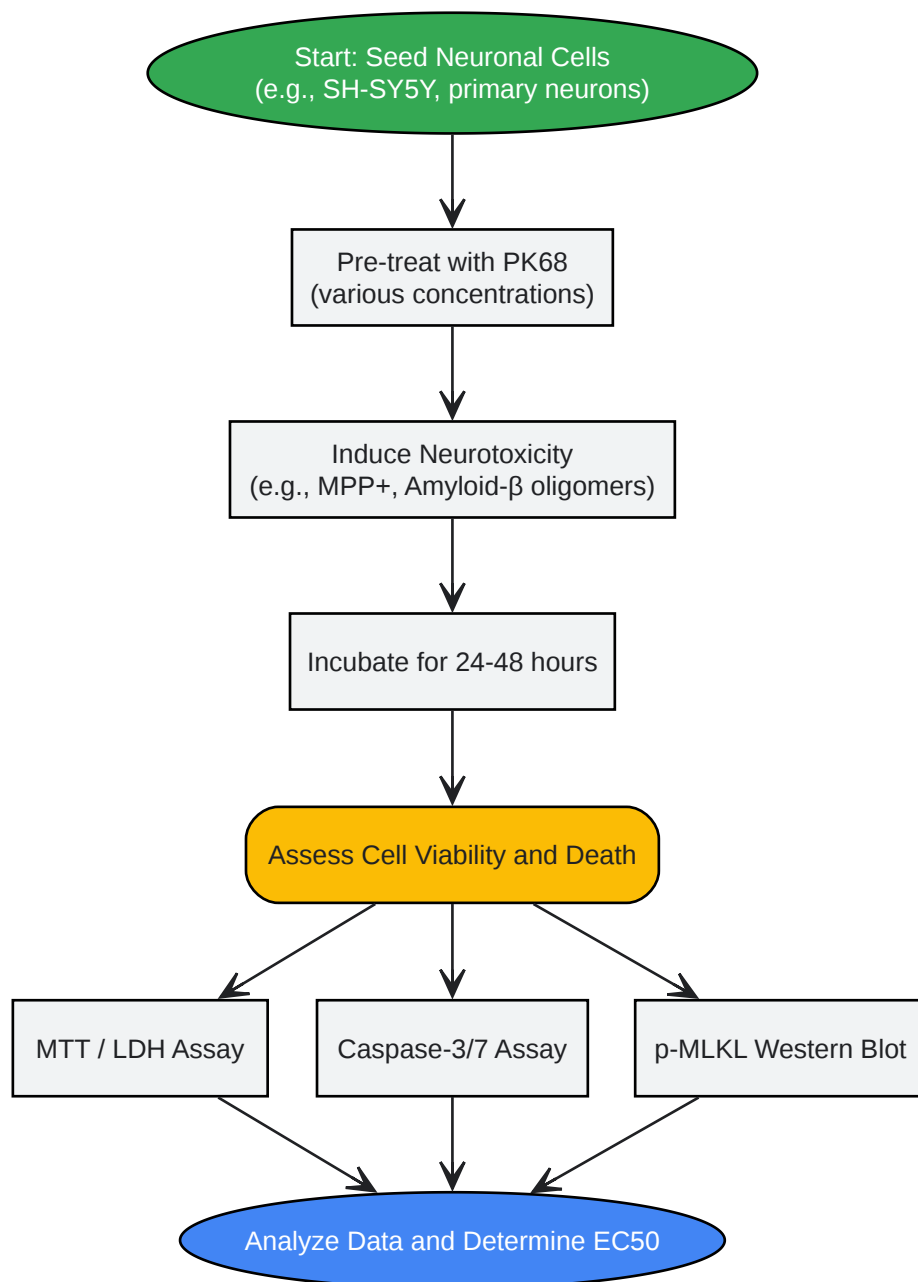 Start: Seed Neuronal Cells
(e.g., SH-SY5Y, primary neurons)
Pre-treat with PK68
(various concentrations)
Induce Neurotoxicity
(e.g., MPP+, Amyloid-β oligomers)
Incubate for 24-48 hours
Assess Cell Viability and Death
MTT / LDH Assay
Caspase-3/7 Assay
p-MLKL Western Blot
Analyze Data and Determine EC50